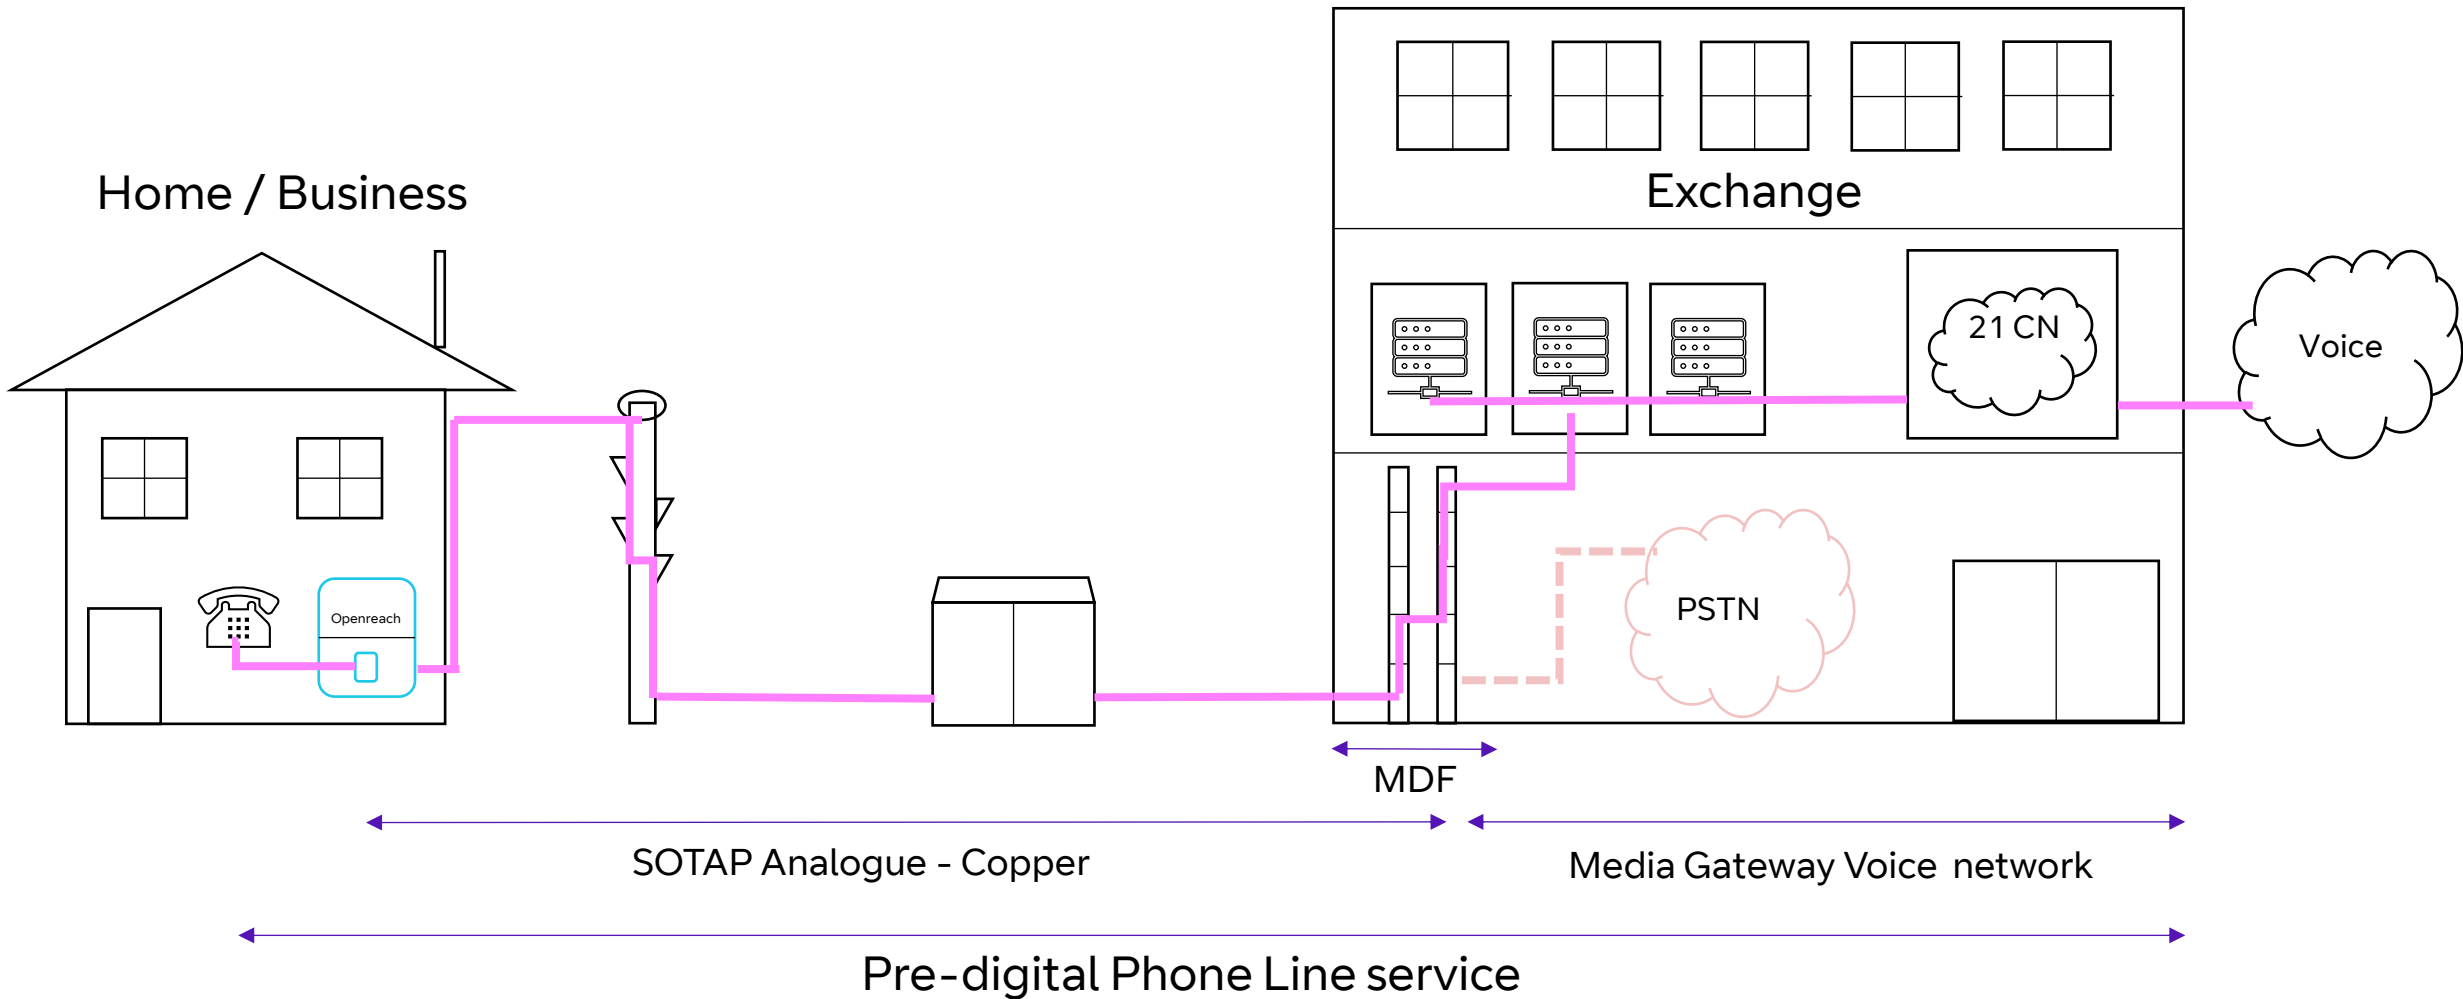 Home / Business
Exchange
21 CN
Voice
Openreach
PSTN
MDF
SOTAP Analogue - Copper
Media Gateway Voice network
Pre-digital Phone Line service